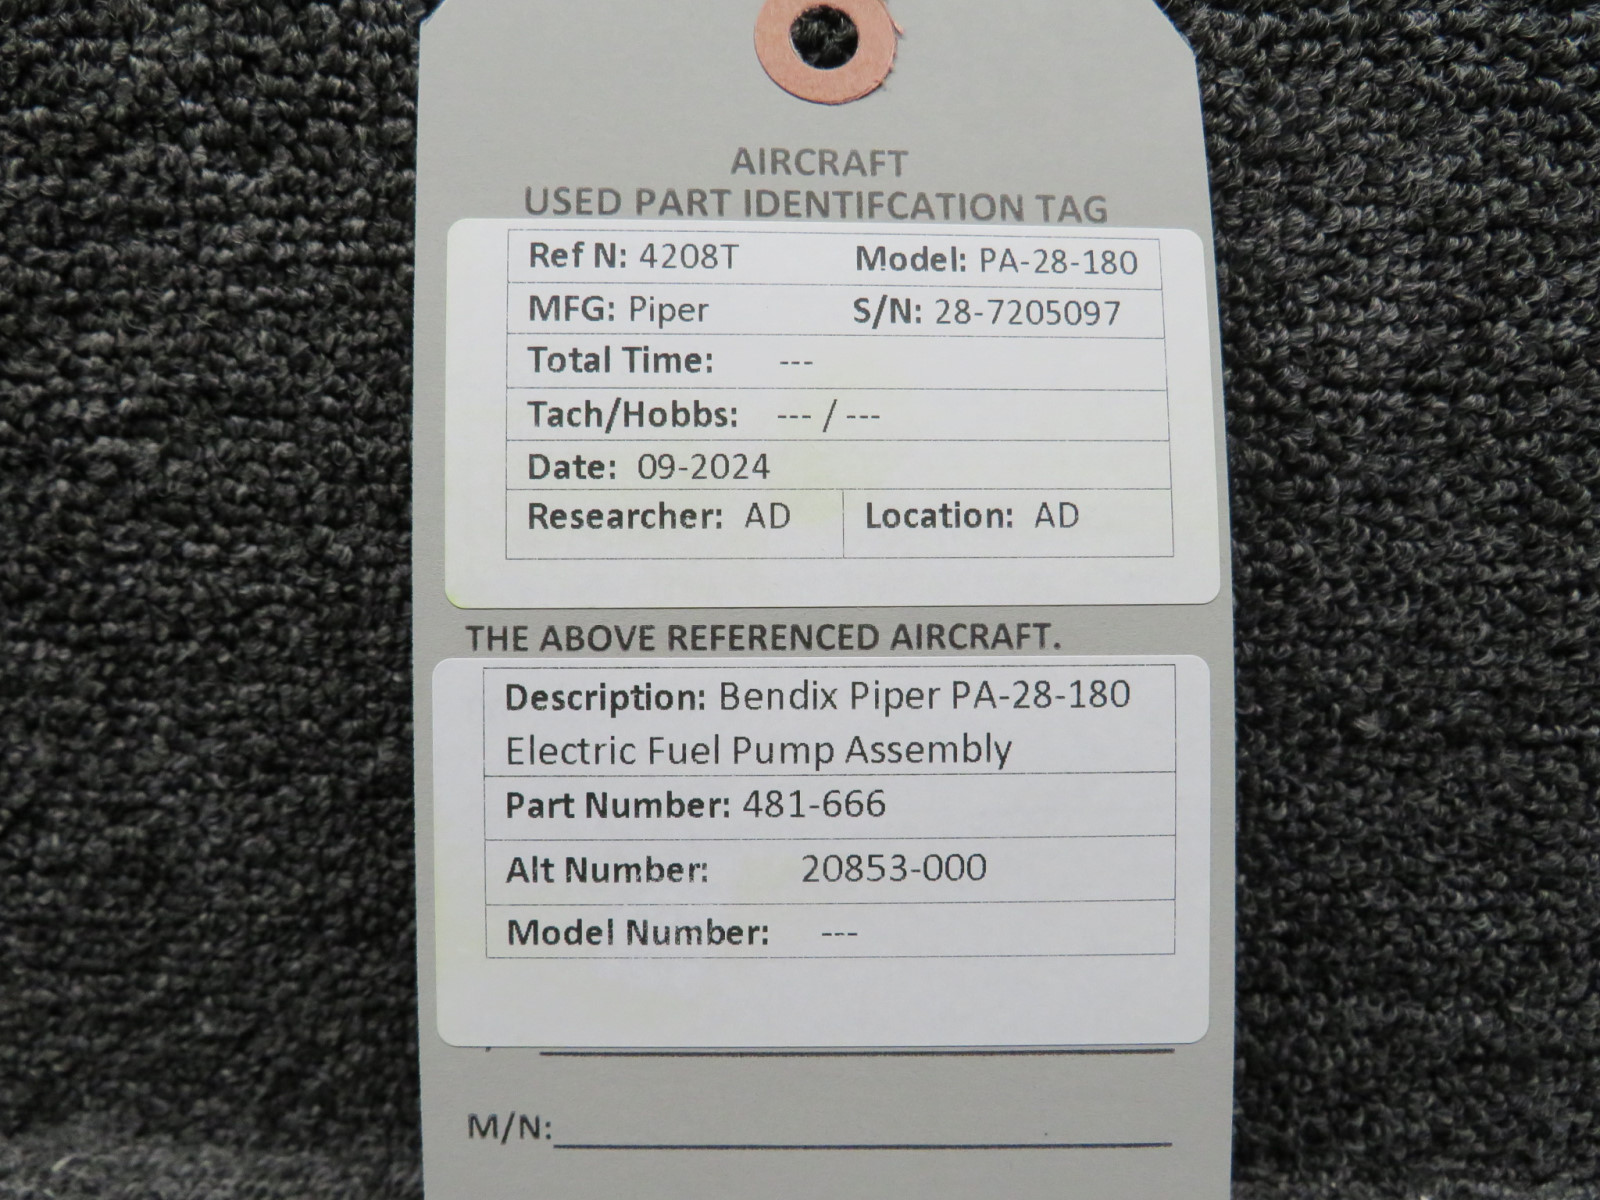 AIRCRAFT
USED PART IDENTIFCATION TAG
Ref N: 4208T Model: PA-28-180
MFG: Piper S/N: 28-7205097
Total Time: ---
Tach/Hobbs: --- / ---
Date: 09-2024
Researcher: AD Location: AD
THE ABOVE REFERENCED AIRCRAFT.
Description: Bendix Piper PA-28-180
Electric Fuel Pump Assembly
Part Number: 481-666
Alt Number: 20853-000
Model Number: ---
M/N: